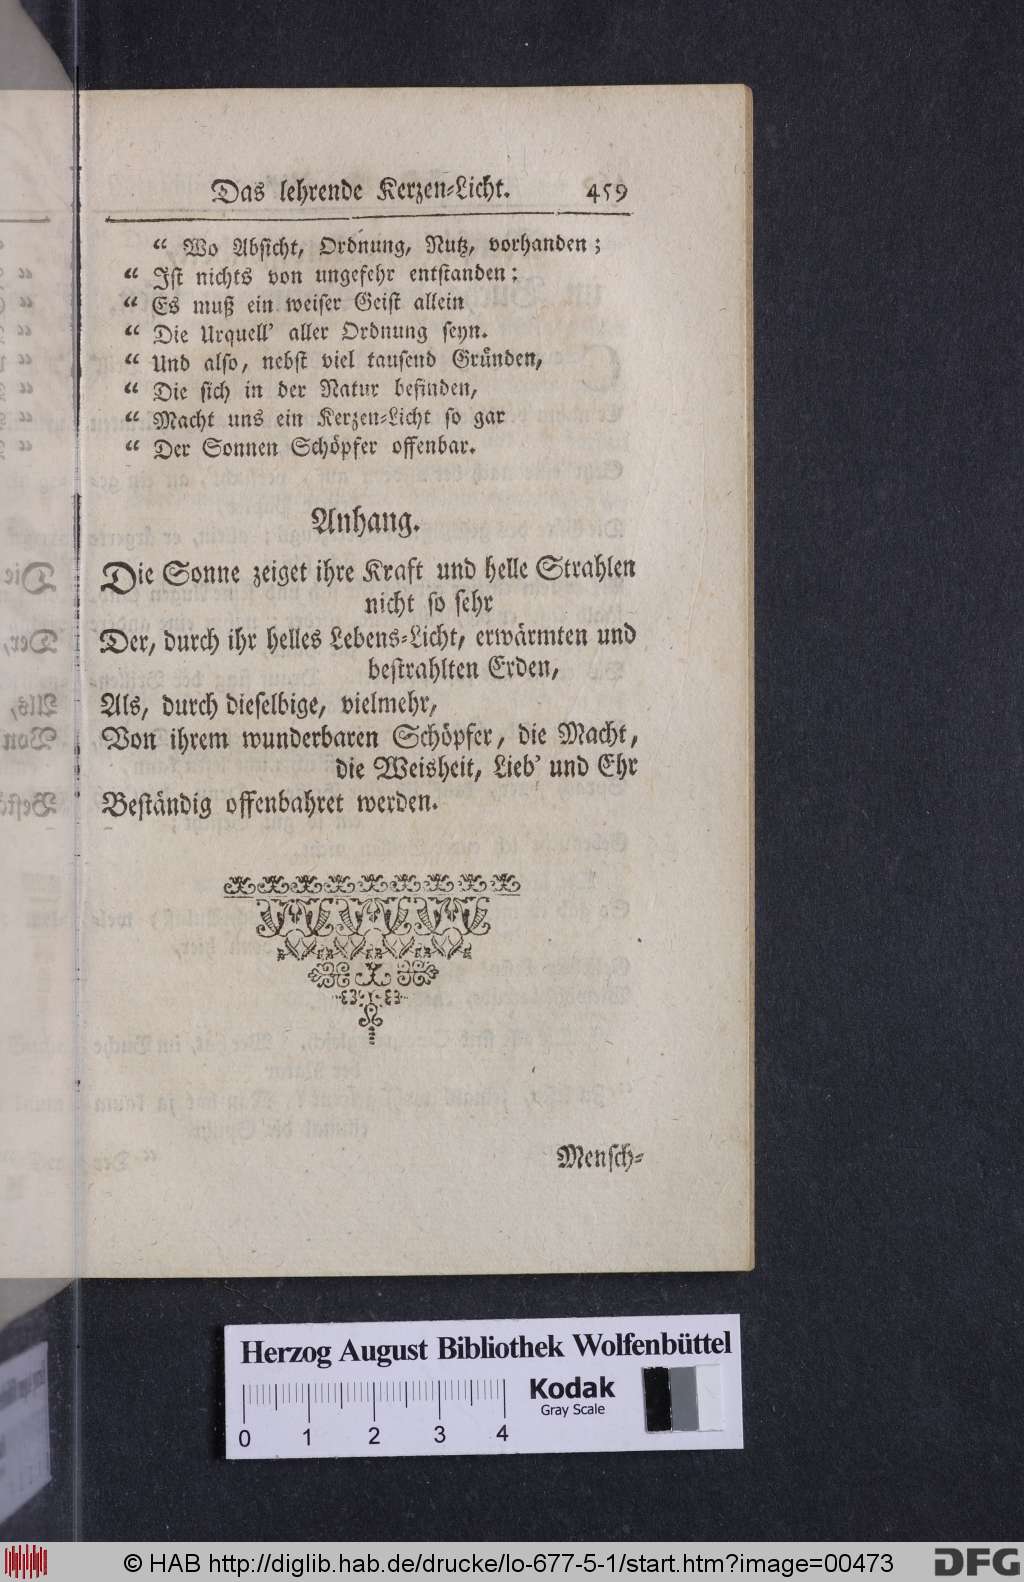 Das lehrende Kerzen-Licht. 459
“ Wo Absicht, Ordnung, Nutz, vorhanden;
“ Ist nichts von ungefehr entstanden:
“ Es muß ein weiser Geist allein
“ Die Urquell’ aller Ordnung seyn.
“ Und also, nebst viel tausend Gründen,
“ Die sich in der Natur befinden,
“ Macht uns ein Kerzen-Licht so gar
“ Der Sonnen Schöpfer offenbar.
Anhang.
Die Sonne zeiget ihre Kraft und helle Strahlen
nicht so sehr
Der, durch ihr helles Lebens-Licht, erwärmten und
bestrahlten Erden,
Als, durch dieselbige, vielmehr,
Von ihrem wunderbaren Schöpfer, die Macht,
die Weisheit, Lieb’ und Ehr
Beständig offenbahret werden.
Mensch-
Herzog August Bibliothek Wolfenbüttel
Kodak
Gray Scale
0 1 2 3 4
© HAB http://diglib.hab.de/drucke/lo-677-5-1/start.htm?image=00473
DFG